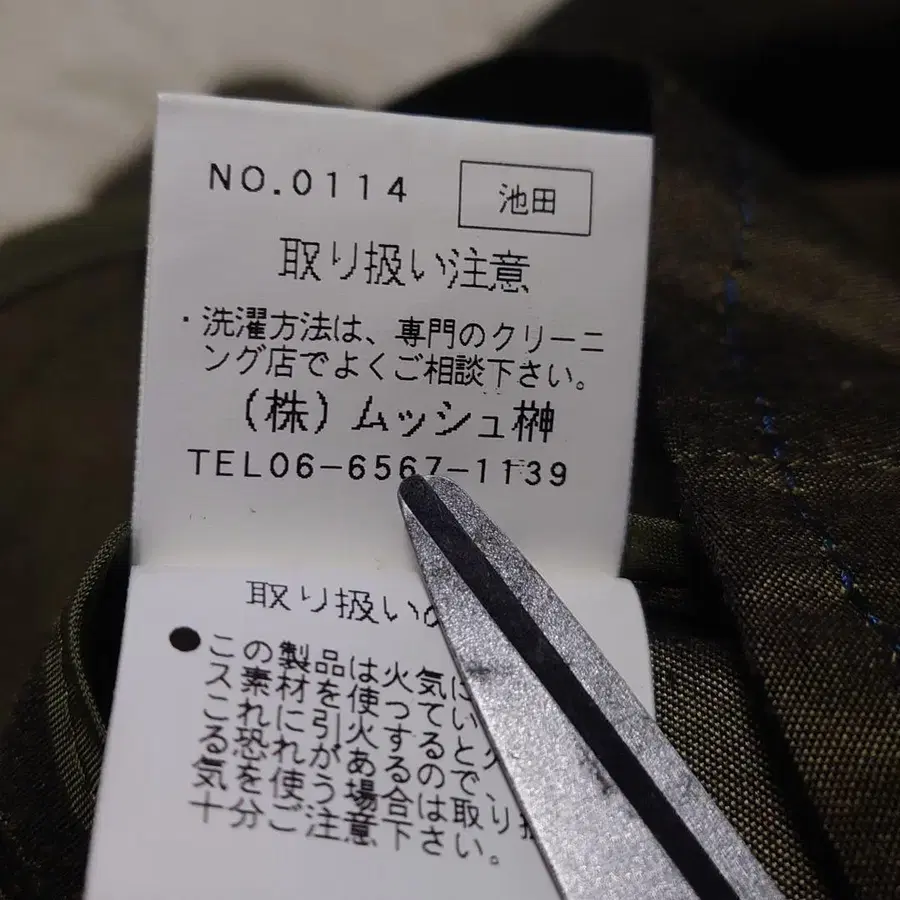 NO.0114 池田
取り扱い注意
・洗濯方法は、専門のクリーニ
ング店でよくご相談下さい。
(株)ムッシュ榊
TEL06-6567-1139
取り扱い
●この製品は火気に
ス素材を使ってい
これに引火すると
る恐れがあるので、
気を使う場合は取り
十分ご注意下さい。